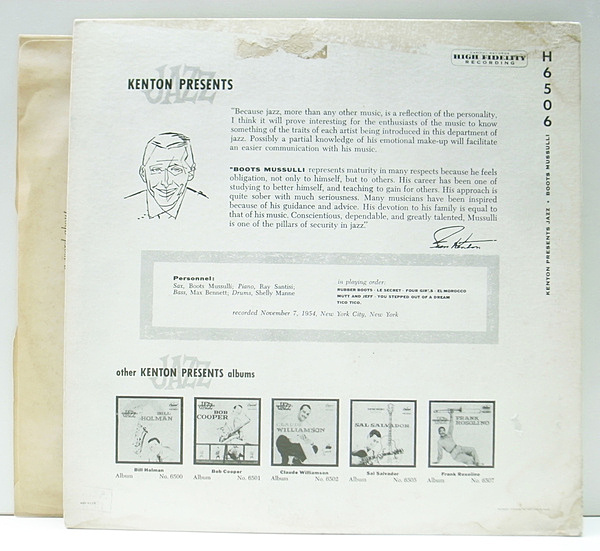 HIGH FIDELITY
RECORDING
H 6506
KENTON PRESENTS JAZZ • BOOTS MUSSULLI
JAZZ
KENTON PRESENTS
"Because jazz, more than any other music, is a reflection of the personality,
I think it will prove interesting for the enthusiasts of the music to know
something of the traits of each artist being introduced in this department of
jazz. Possibly a partial knowledge of his emotional make-up will facilitate
an easier communication with his music.
"BOOTS MUSSULLI represents maturity in many respects because he feels
obligation, not only to himself, but to others. His career has been one of
studying to better himself, and teaching to gain for others. His approach is
quite sober with much seriousness. Many musicians have been inspired
because of his guidance and advice. His devotion to his family is equal to
that of his music. Conscientious, dependable, and greatly talented, Mussulli
is one of the pillars of security in jazz."
Stan Kenton
Personnel:
Sax, Boots Mussulli; Piano, Ray Santisi;
Bass, Max Bennett; Drums, Shelly Manne
in playing order:
RUBBER BOOTS · LE SECRET · FOUR GIRLS · EL MOROCCO
MUTT AND JEFF · YOU STEPPED OUT OF A DREAM
TICO TICO.
recorded November 7, 1954, New York City, New York
JAZZ
other KENTON PRESENTS albums
BILL HOLMAN
BOB COOPER
CLAUDE WILLIAMSON
SAL SALVADOR
FRANK ROSOLINO
Bill Holman
Album No. 6500
Bob Cooper
Album No. 6501
Claude Williamson
Album No. 6502
Sal Salvador
Album No. 6505
Frank Rosolino
Album No. 6507